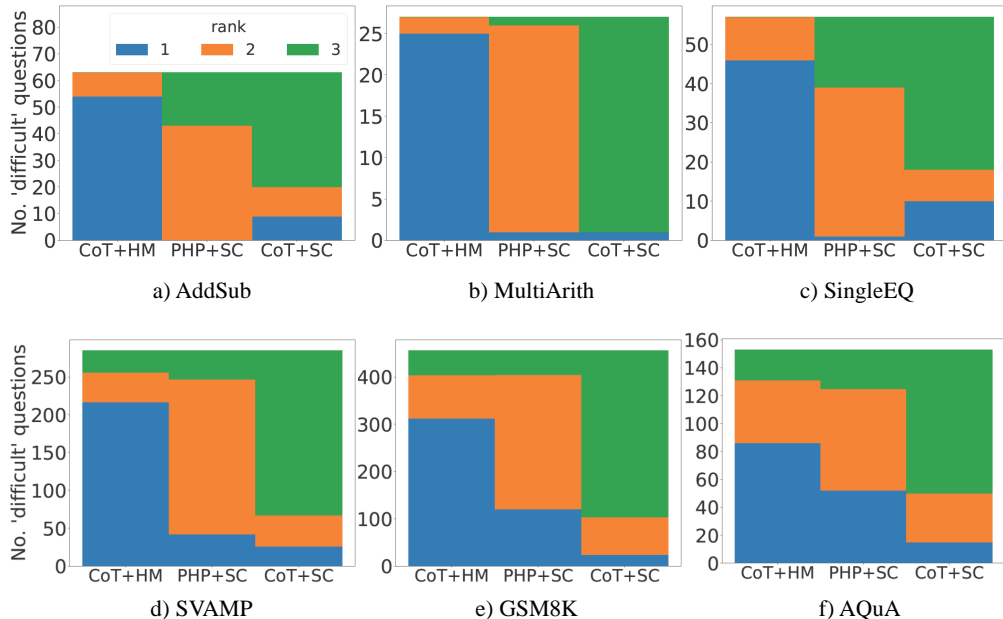 No. 'difficult' questions
80
70
60
50
40
30
20
10
0
rank
1 2 3
CoT+HM PHP+SC CoT+SC
a) AddSub
25
20
15
10
5
0
CoT+HM PHP+SC CoT+SC
b) MultiArith
50
40
30
20
10
0
CoT+HM PHP+SC CoT+SC
c) SingleEQ
No. 'difficult' questions
250
200
150
100
50
0
CoT+HM PHP+SC CoT+SC
d) SVAMP
400
300
200
100
0
CoT+HM PHP+SC CoT+SC
e) GSM8K
160
140
120
100
80
60
40
20
0
CoT+HM PHP+SC CoT+SC
f) AQuA